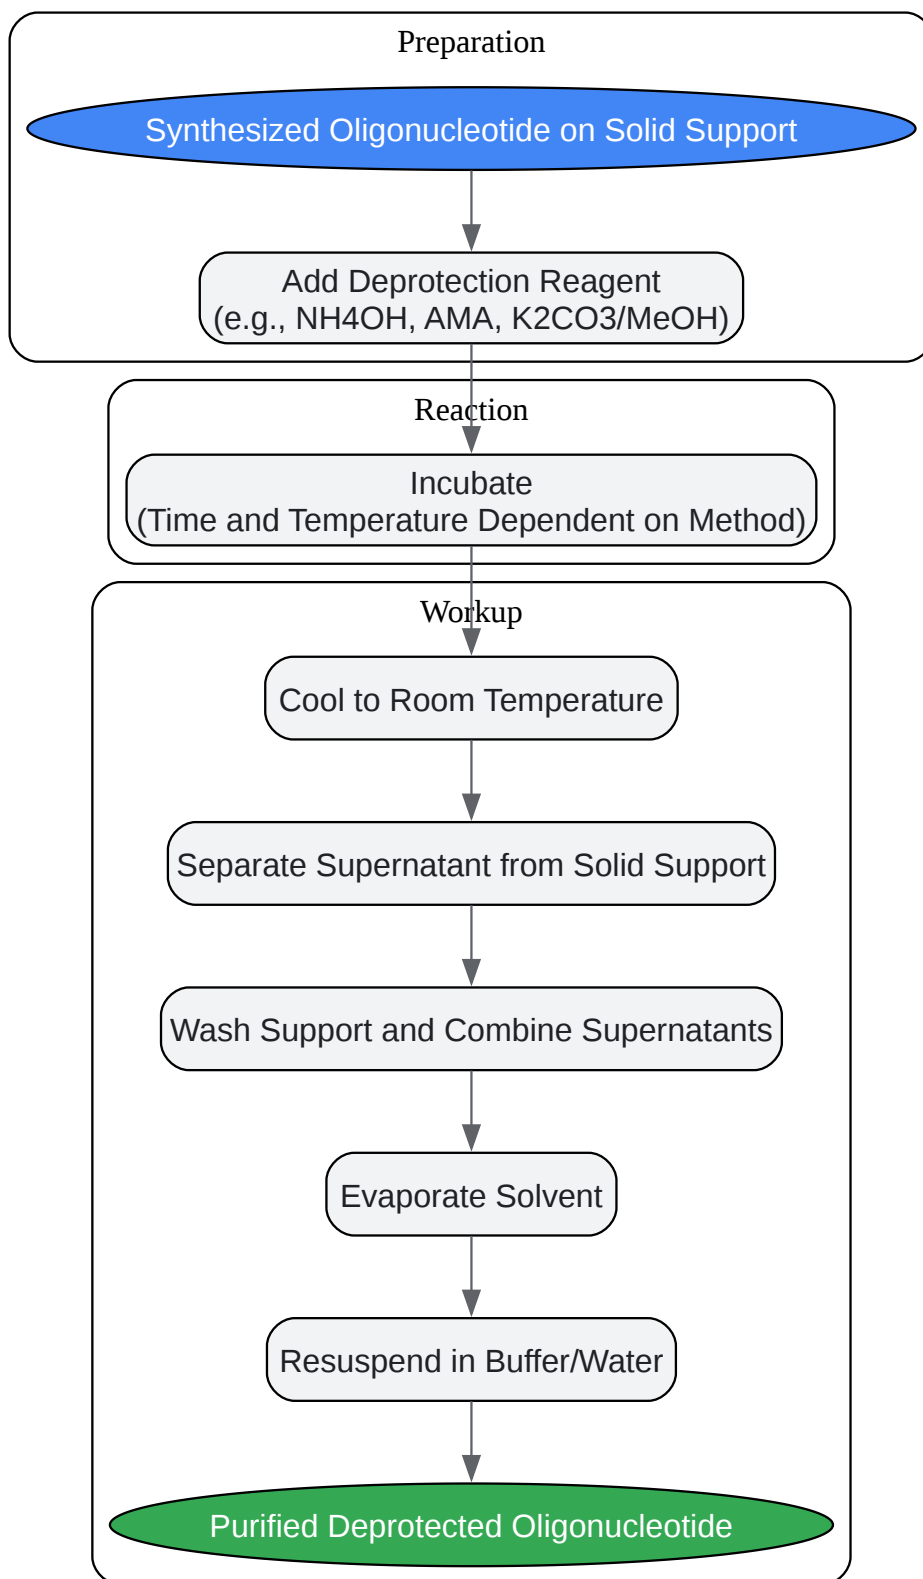 Preparation
Synthesized Oligonucleotide on Solid Support
Add Deprotection Reagent
(e.g., NH4OH, AMA, K2CO3/MeOH)
Reaction
Incubate
(Time and Temperature Dependent on Method)
Workup
Cool to Room Temperature
Separate Supernatant from Solid Support
Wash Support and Combine Supernatants
Evaporate Solvent
Resuspend in Buffer/Water
Purified Deprotected Oligonucleotide